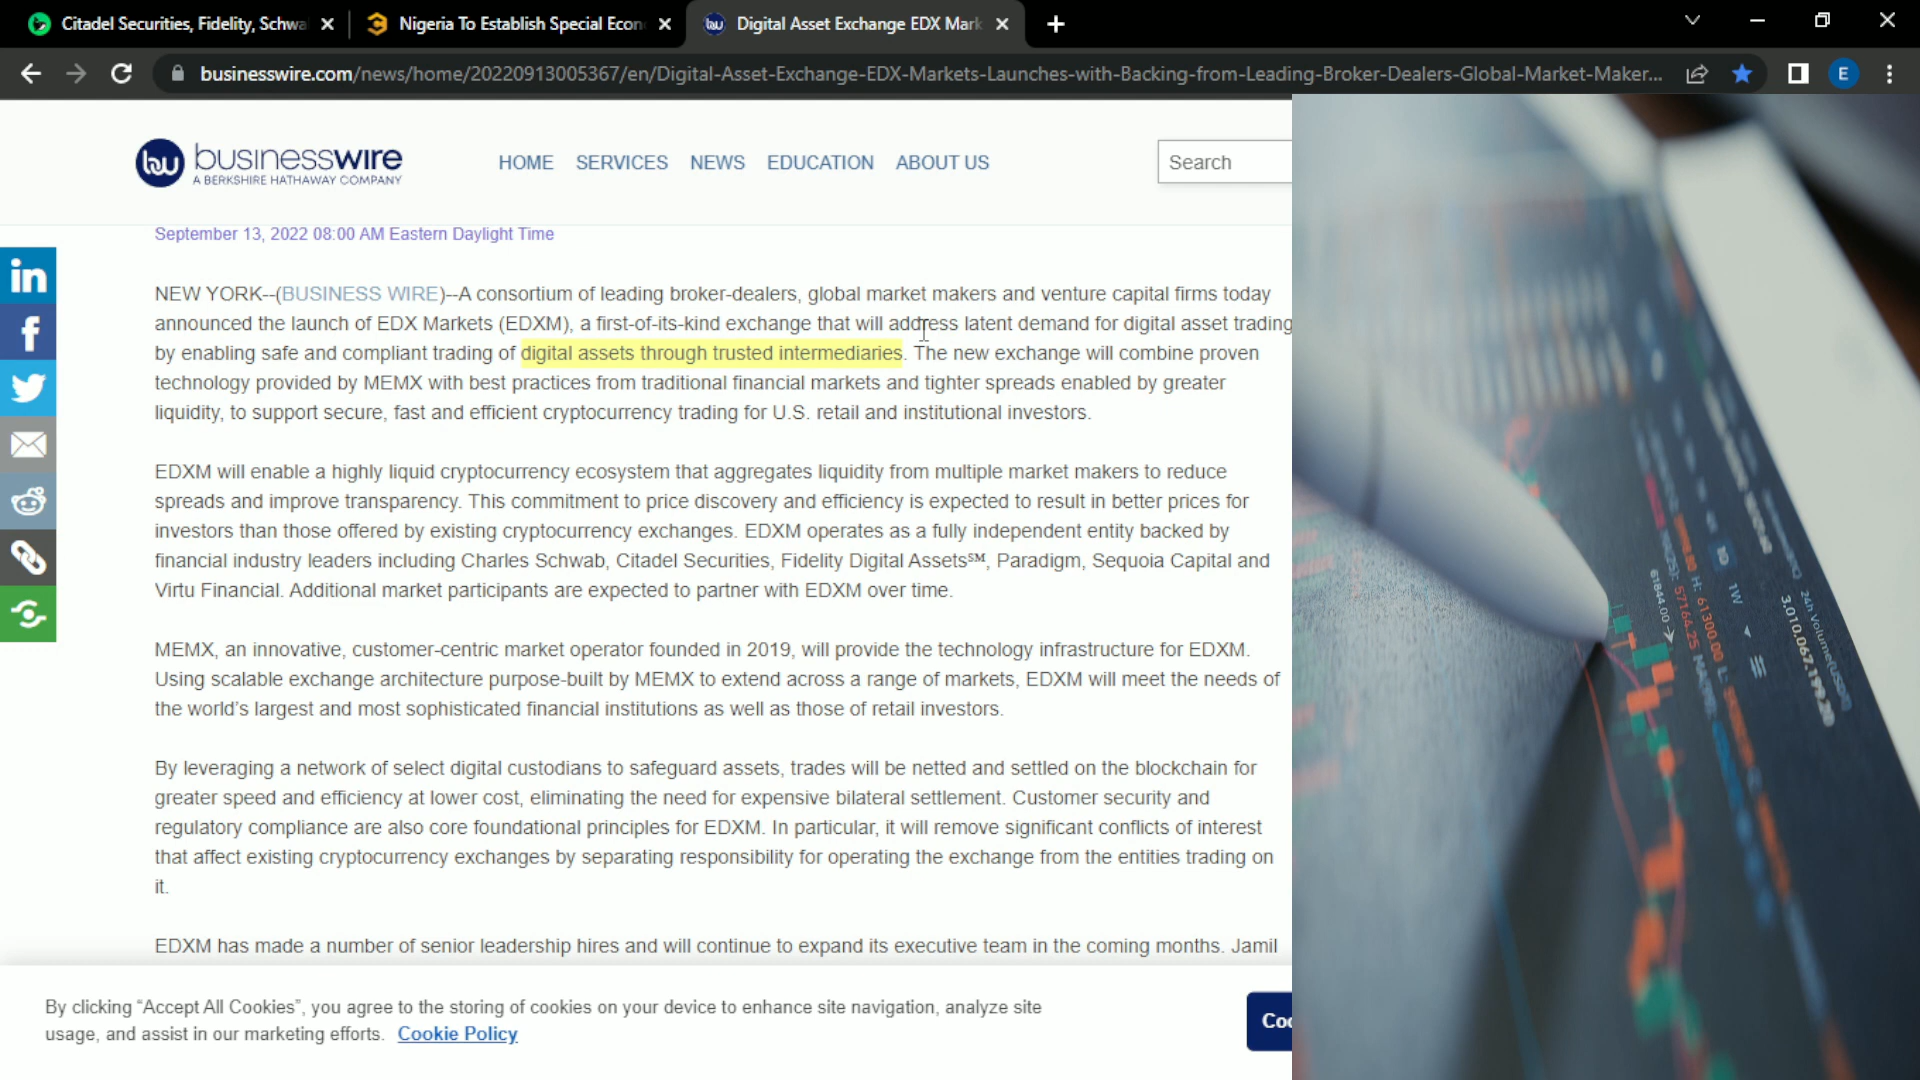 Citadel Securities, Fidelity, Schwa
Nigeria To Establish Special Econ
Digital Asset Exchange EDX Mark
businesswire.com/news/home/20220913005367/en/Digital-Asset-Exchange-EDX-Markets-Launches-with-Backing-from-Leading-Broker-Dealers-Global-Market-Maker...
E
bw businesswire
A BERKSHIRE HATHAWAY COMPANY
HOME SERVICES NEWS EDUCATION ABOUT US
Search
September 13, 2022 08:00 AM Eastern Daylight Time
NEW YORK--(BUSINESS WIRE)--A consortium of leading broker-dealers, global market makers and venture capital firms today
announced the launch of EDX Markets (EDXM), a first-of-its-kind exchange that will address latent demand for digital asset trading
by enabling safe and compliant trading of digital assets through trusted intermediaries. The new exchange will combine proven
technology provided by MEMX with best practices from traditional financial markets and tighter spreads enabled by greater
liquidity, to support secure, fast and efficient cryptocurrency trading for U.S. retail and institutional investors.
EDXM will enable a highly liquid cryptocurrency ecosystem that aggregates liquidity from multiple market makers to reduce
spreads and improve transparency. This commitment to price discovery and efficiency is expected to result in better prices for
investors than those offered by existing cryptocurrency exchanges. EDXM operates as a fully independent entity backed by
financial industry leaders including Charles Schwab, Citadel Securities, Fidelity Digital Assets℠, Paradigm, Sequoia Capital and
Virtu Financial. Additional market participants are expected to partner with EDXM over time.
MEMX, an innovative, customer-centric market operator founded in 2019, will provide the technology infrastructure for EDXM.
Using scalable exchange architecture purpose-built by MEMX to extend across a range of markets, EDXM will meet the needs of
the world's largest and most sophisticated financial institutions as well as those of retail investors.
By leveraging a network of select digital custodians to safeguard assets, trades will be netted and settled on the blockchain for
greater speed and efficiency at lower cost, eliminating the need for expensive bilateral settlement. Customer security and
regulatory compliance are also core foundational principles for EDXM. In particular, it will remove significant conflicts of interest
that affect existing cryptocurrency exchanges by separating responsibility for operating the exchange from the entities trading on
it.
EDXM has made a number of senior leadership hires and will continue to expand its executive team in the coming months. Jamil
By clicking “Accept All Cookies”, you agree to the storing of cookies on your device to enhance site navigation, analyze site
usage, and assist in our marketing efforts. Cookie Policy
Coo
24h Volume(USDT)
3,010,067,199.20
1D 1W
H: 61300.00 L:
57164.25
61844.00